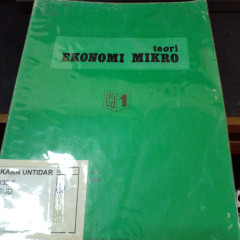 teori
EKONOMI MIKRO
1
KAAN UNTIDAR